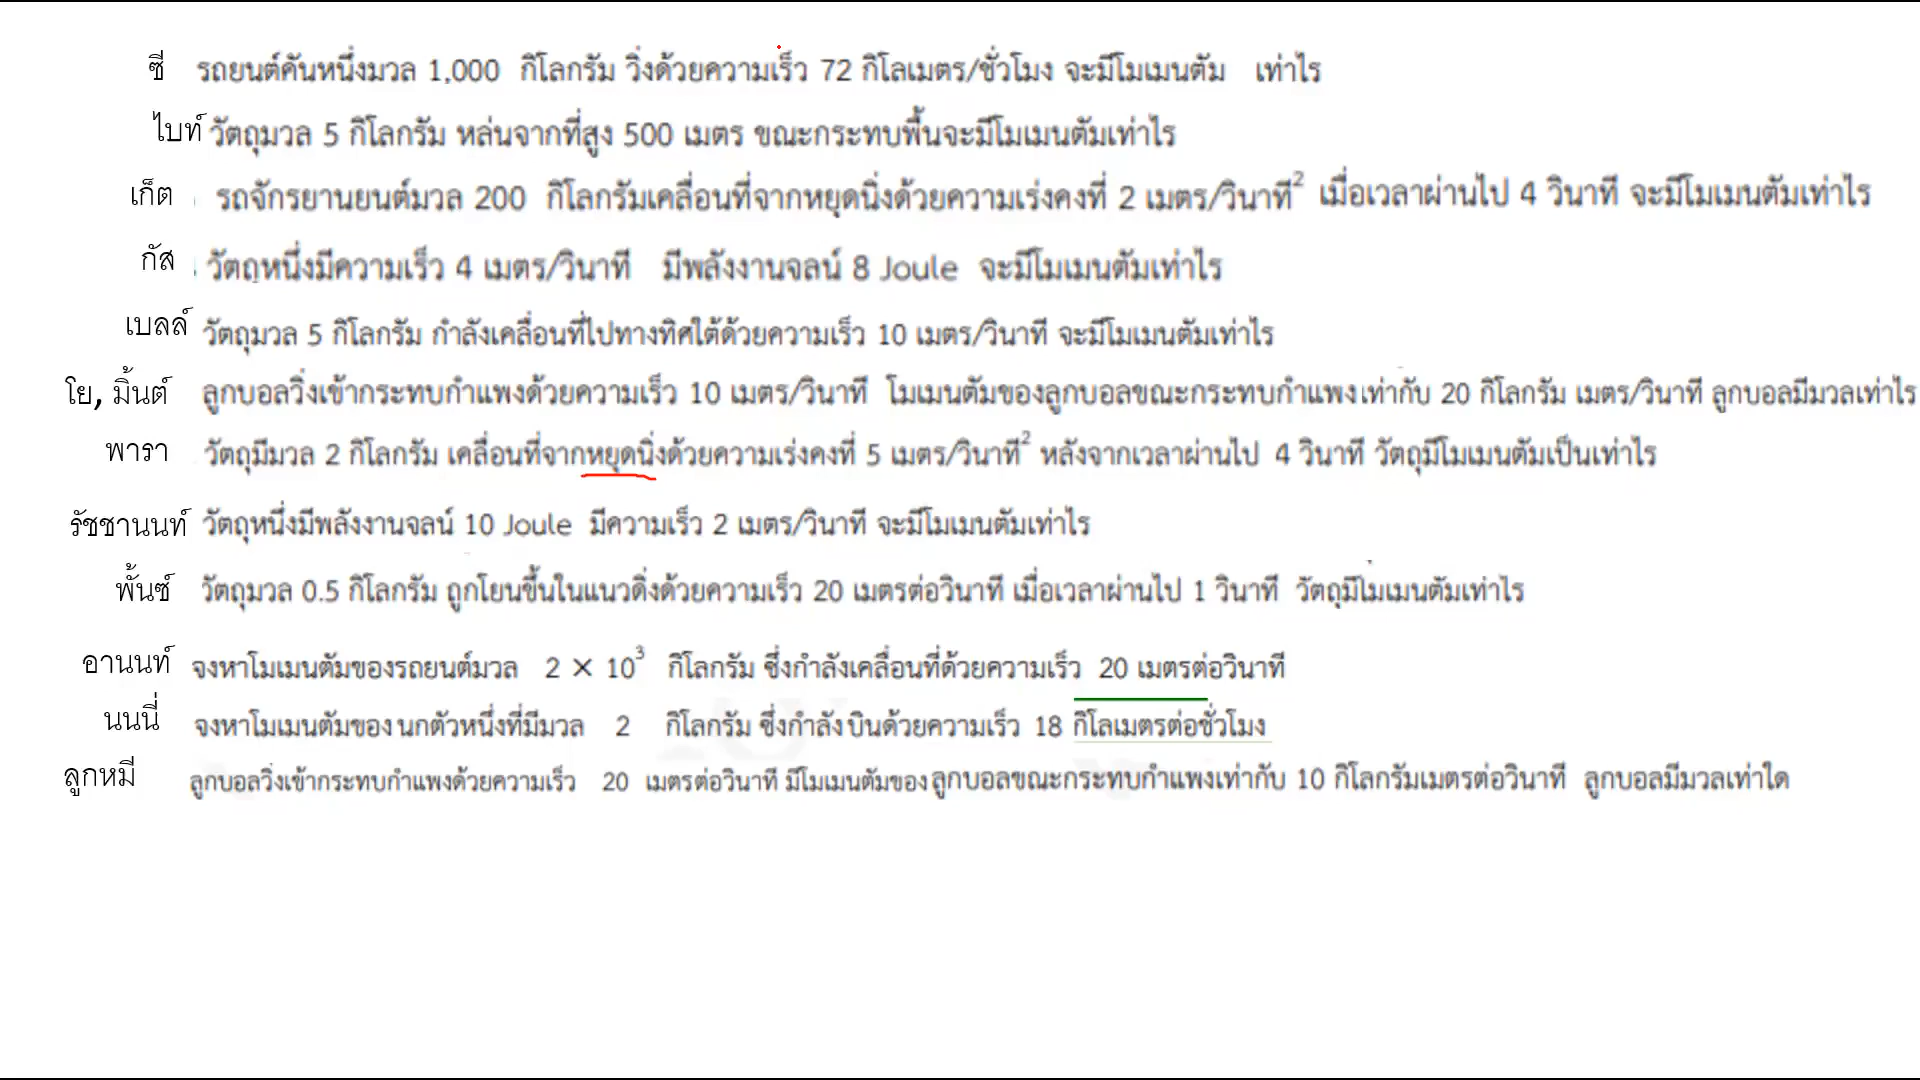 ซี รถยนต์คันหนึ่งมวล 1,000 กิโลกรัม วิ่งด้วยความเร็ว 72 กิโลเมตร/ชั่วโมง จะมีโมเมนตัม เท่าไร
ไบท์ วัตถุมวล 5 กิโลกรัม หล่นจากที่สูง 500 เมตร ขณะกระทบพื้นจะมีโมเมนตัมเท่าไร
เก็ต รถจักรยานยนต์มวล 200 กิโลกรัมเคลื่อนที่จากหยุดนิ่งด้วยความเร่งคงที่ 2 เมตร/วินาที² เมื่อเวลาผ่านไป 4 วินาที จะมีโมเมนตัมเท่าไร
กัส วัตถุหนึ่งมีความเร็ว 4 เมตร/วินาที มีพลังงานจลน์ 8 Joule จะมีโมเมนตัมเท่าไร
เบลล์ วัตถุมวล 5 กิโลกรัม กำลังเคลื่อนที่ไปทางทิศใต้ด้วยความเร็ว 10 เมตร/วินาที จะมีโมเมนตัมเท่าไร
โย, มิ้นต์ ลูกบอลวิ่งเข้ากระทบกำแพงด้วยความเร็ว 10 เมตร/วินาที โมเมนตัมของลูกบอลขณะกระทบกำแพงเท่ากับ 20 กิโลกรัม เมตร/วินาที ลูกบอลมีมวลเท่าไร
พารา วัตถุมีมวล 2 กิโลกรัม เคลื่อนที่จากหยุดนิ่งด้วยความเร่งคงที่ 5 เมตร/วินาที² หลังจากเวลาผ่านไป 4 วินาที วัตถุมีโมเมนตัมเป็นเท่าไร
รัชชานนท์ วัตถุหนึ่งมีพลังงานจลน์ 10 Joule มีความเร็ว 2 เมตร/วินาที จะมีโมเมนตัมเท่าไร
พั้นซ์ วัตถุมวล 0.5 กิโลกรัม ถูกโยนขึ้นในแนวดิ่งด้วยความเร็ว 20 เมตรต่อวินาที เมื่อเวลาผ่านไป 1 วินาที วัตถุมีโมเมนตัมเท่าไร
อานนท์ จงหาโมเมนตัมของรถยนต์มวล 2 × 10³ กิโลกรัม ซึ่งกำลังเคลื่อนที่ด้วยความเร็ว 20 เมตรต่อวินาที
นนนี่ จงหาโมเมนตัมของ นกตัวหนึ่งที่มีมวล 2 กิโลกรัม ซึ่งกำลัง บินด้วยความเร็ว 18 กิโลเมตรต่อชั่วโมง
ลูกหมี ลูกบอลวิ่งเข้ากระทบกำแพงด้วยความเร็ว 20 เมตรต่อวินาที มีโมเมนตัมของลูกบอลขณะกระทบกำแพงเท่ากับ 10 กิโลกรัมเมตรต่อวินาที ลูกบอลมีมวลเท่าใด